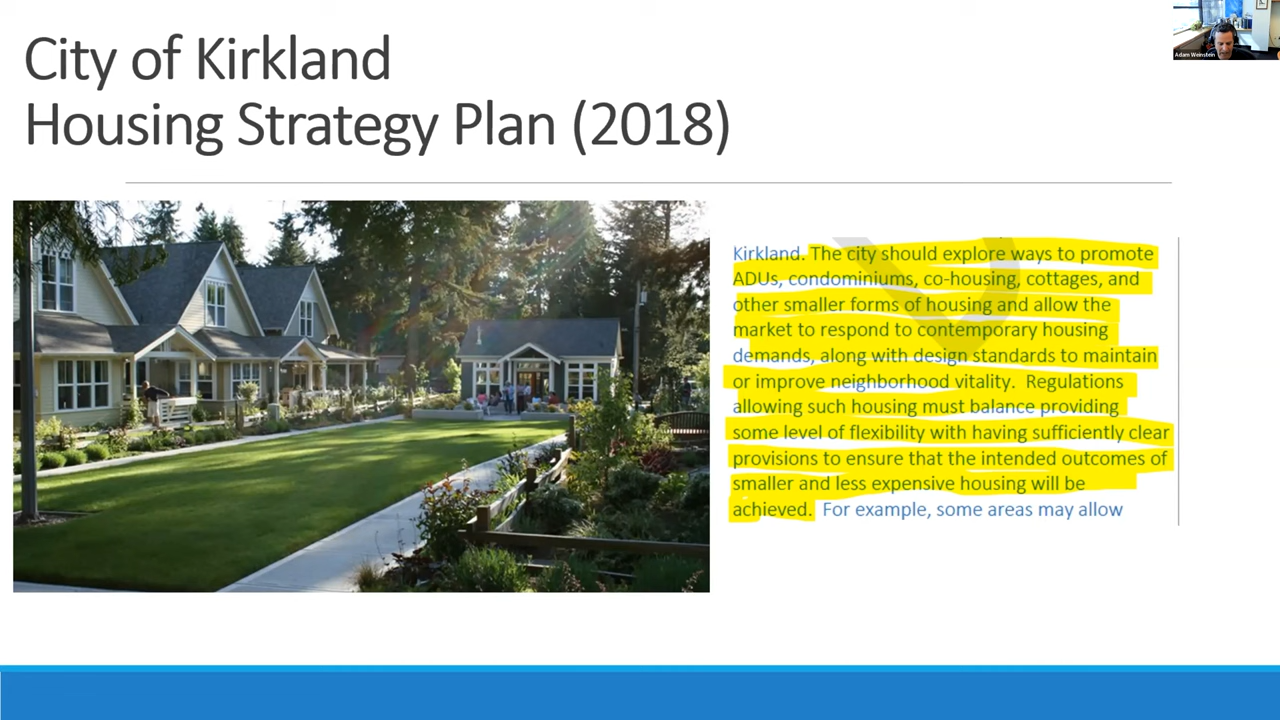 City of Kirkland
Housing Strategy Plan (2018)
Adam Weinstein
Kirkland. The city should explore ways to promote
ADUs, condominiums, co-housing, cottages, and
other smaller forms of housing and allow the
market to respond to contemporary housing
demands, along with design standards to maintain
or improve neighborhood vitality. Regulations
allowing such housing must balance providing
some level of flexibility with having sufficiently clear
provisions to ensure that the intended outcomes of
smaller and less expensive housing will be
achieved. For example, some areas may allow